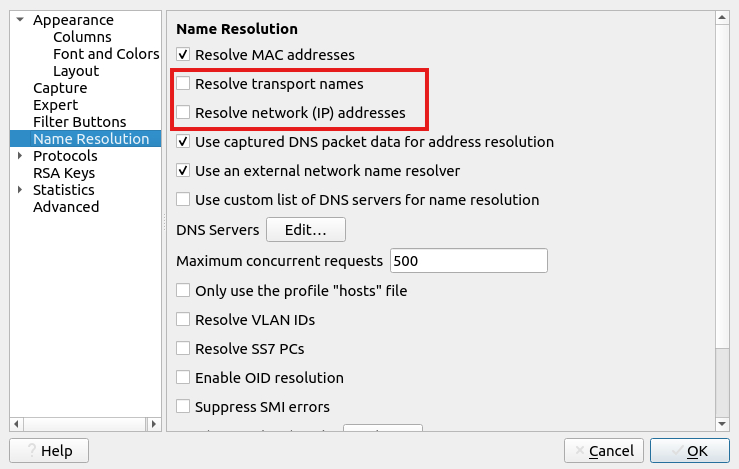 Appearance
Columns
Font and Colors
Layout
Capture
Expert
Filter Buttons
Name Resolution
Protocols
RSA Keys
Statistics
Advanced
Name Resolution
Resolve MAC addresses
Resolve transport names
Resolve network (IP) addresses
Use captured DNS packet data for address resolution
Use an external network name resolver
Use custom list of DNS servers for name resolution
DNS Servers Edit...
Maximum concurrent requests 500
Only use the profile "hosts" file
Resolve VLAN IDs
Resolve SS7 PCs
Enable OID resolution
Suppress SMI errors
? Help
Cancel
OK